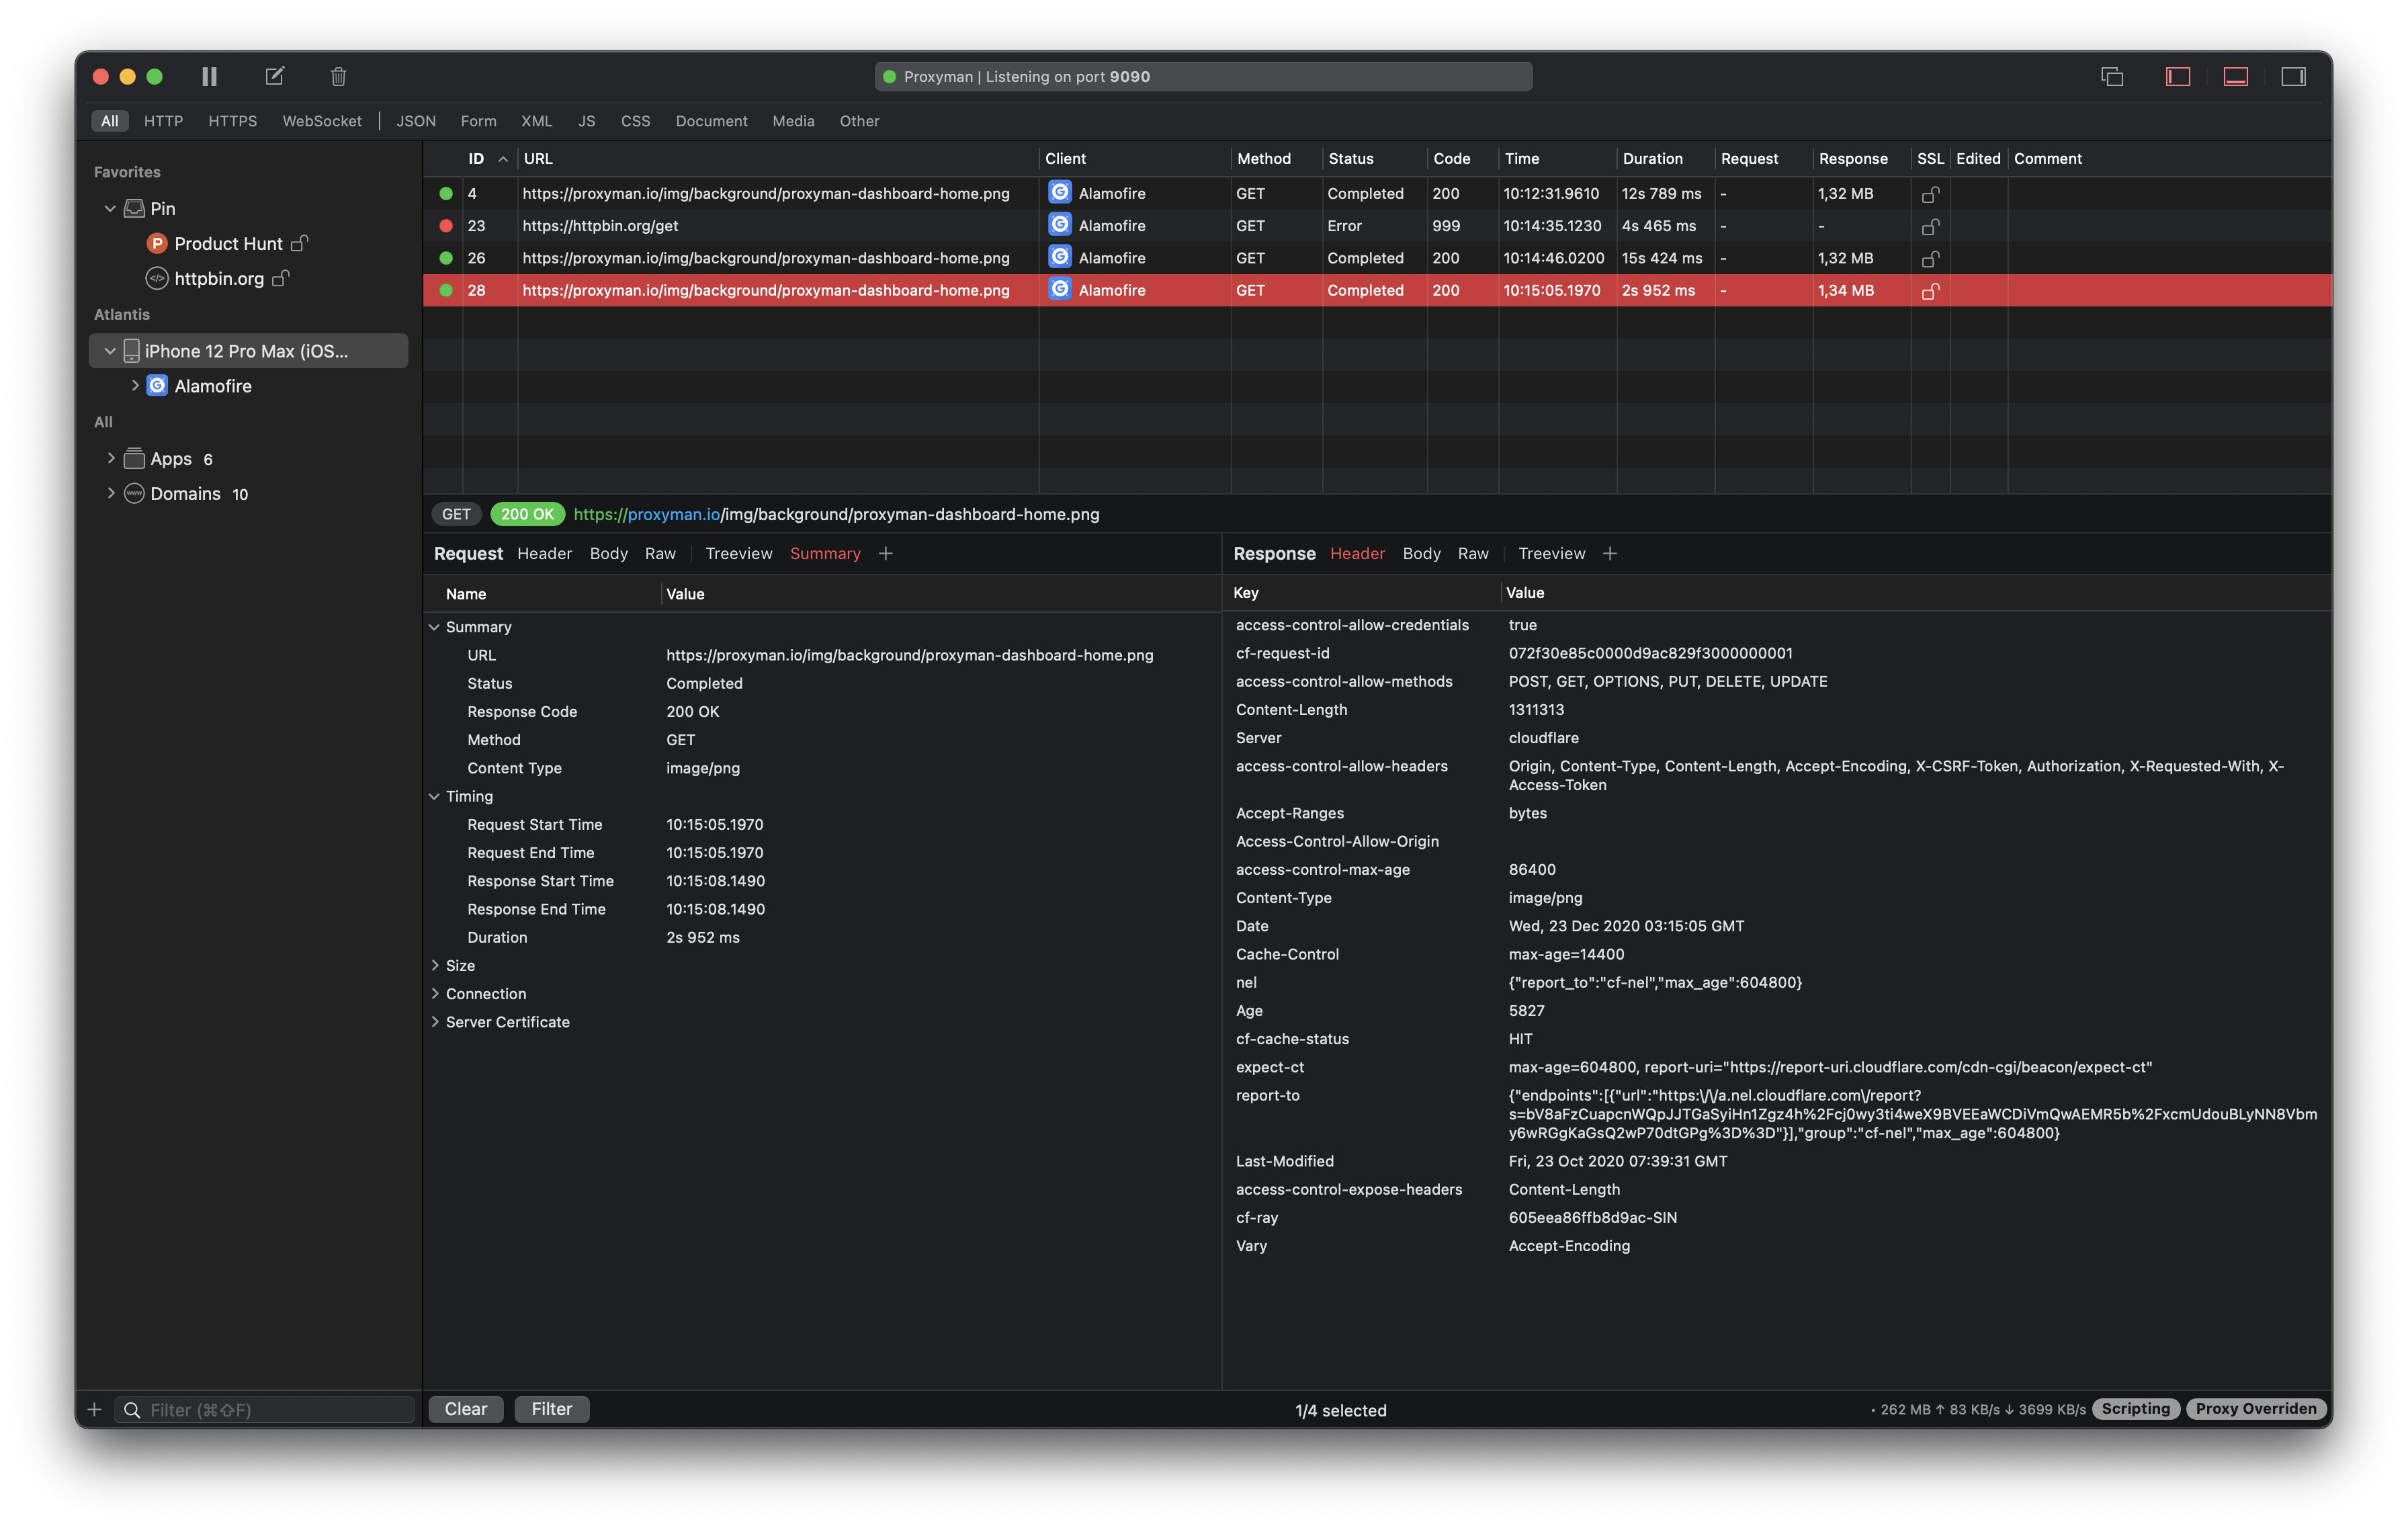 Proxyman | Listening on port 9090
All HTTP HTTPS WebSocket JSON Form XML JS CSS Document Media Other
Favorites
Pin
Product Hunt
httpbin.org
Atlantis
iPhone 12 Pro Max (iOS...
Alamofire
All
Apps 6
Domains 10
ID URL Client Method Status Code Time Duration Request Response SSL Edited Comment
4 https://proxyman.io/img/background/proxyman-dashboard-home.png Alamofire GET Completed 200 10:12:31.9610 12s 789 ms - 1,32 MB
23 https://httpbin.org/get Alamofire GET Error 999 10:14:35.1230 4s 465 ms - -
26 https://proxyman.io/img/background/proxyman-dashboard-home.png Alamofire GET Completed 200 10:14:46.0200 15s 424 ms - 1,32 MB
28 https://proxyman.io/img/background/proxyman-dashboard-home.png Alamofire GET Completed 200 10:15:05.1970 2s 952 ms - 1,34 MB
GET 200 OK https://proxyman.io/img/background/proxyman-dashboard-home.png
Request Header Body Raw Treeview Summary +
Name Value
Summary
URL https://proxyman.io/img/background/proxyman-dashboard-home.png
Status Completed
Response Code 200 OK
Method GET
Content Type image/png
Timing
Request Start Time 10:15:05.1970
Request End Time 10:15:05.1970
Response Start Time 10:15:08.1490
Response End Time 10:15:08.1490
Duration 2s 952 ms
Size
Connection
Server Certificate
Response Header Body Raw Treeview +
Key Value
access-control-allow-credentials true
cf-request-id 072f30e85c0000d9ac829f3000000001
access-control-allow-methods POST, GET, OPTIONS, PUT, DELETE, UPDATE
Content-Length 1311313
Server cloudflare
access-control-allow-headers Origin, Content-Type, Content-Length, Accept-Encoding, X-CSRF-Token, Authorization, X-Requested-With, X-
Access-Token
Accept-Ranges bytes
Access-Control-Allow-Origin
access-control-max-age 86400
Content-Type image/png
Date Wed, 23 Dec 2020 03:15:05 GMT
Cache-Control max-age=14400
nel {"report_to":"cf-nel","max_age":604800}
Age 5827
cf-cache-status HIT
expect-ct max-age=604800, report-uri="https://report-uri.cloudflare.com/cdn-cgi/beacon/expect-ct"
report-to {"endpoints":[{"url":"https:\/\/a.nel.cloudflare.com\/report?
s=bV8aFzCuapcnWQpJJTGaSyiHn1Zgz4h%2Fcj0wy3ti4weX9BVEEaWCDiVmQwAEMR5b%2FxcmUdouBLyNN8Vbm
y6wRGgKaGsQ2wP70dtGPg%3D%3D"}],"group":"cf-nel","max_age":604800}
Last-Modified Fri, 23 Oct 2020 07:39:31 GMT
access-control-expose-headers Content-Length
cf-ray 605eea86ffb8d9ac-SIN
Vary Accept-Encoding
+ Filter (⌘⇧F)
Clear Filter 1/4 selected • 262 MB ↑ 83 KB/s ↓ 3699 KB/s Scripting Proxy Overriden